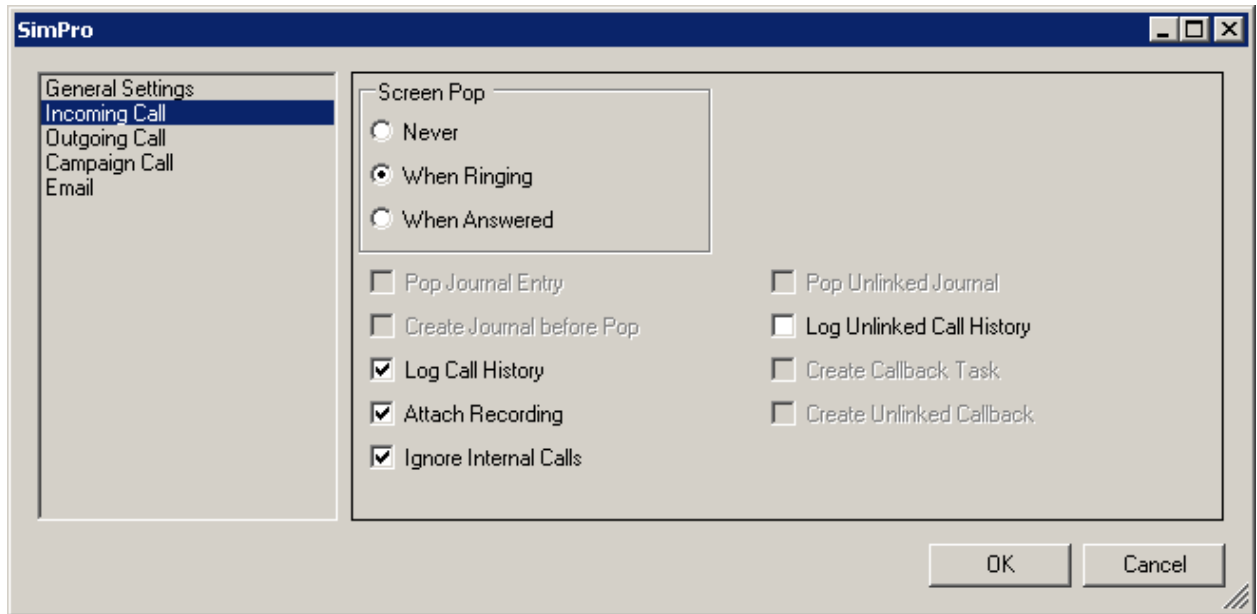 SimPro
General Settings
Incoming Call
Outgoing Call
Campaign Call
Email
Screen Pop
Never
When Ringing
When Answered
Pop Journal Entry
Pop Unlinked Journal
Create Journal before Pop
Log Unlinked Call History
Log Call History
Create Callback Task
Attach Recording
Create Unlinked Callback
Ignore Internal Calls
OK
Cancel